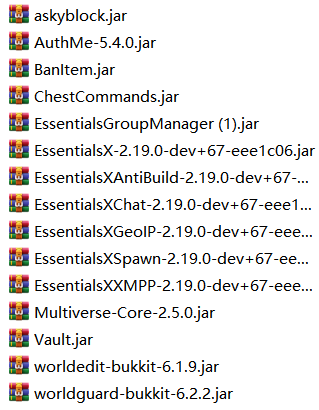 askyblock.jar
AuthMe-5.4.0.jar
BanItem.jar
ChestCommands.jar
EssentialsGroupManager (1).jar
EssentialsX-2.19.0-dev+67-eee1c06.jar
EssentialsXAntiBuild-2.19.0-dev+67-...
EssentialsXChat-2.19.0-dev+67-eee1...
EssentialsXGeoIP-2.19.0-dev+67-eee...
EssentialsXSpawn-2.19.0-dev+67-ee...
EssentialsXXMPP-2.19.0-dev+67-eee...
Multiverse-Core-2.5.0.jar
Vault.jar
worldedit-bukkit-6.1.9.jar
worldguard-bukkit-6.2.2.jar